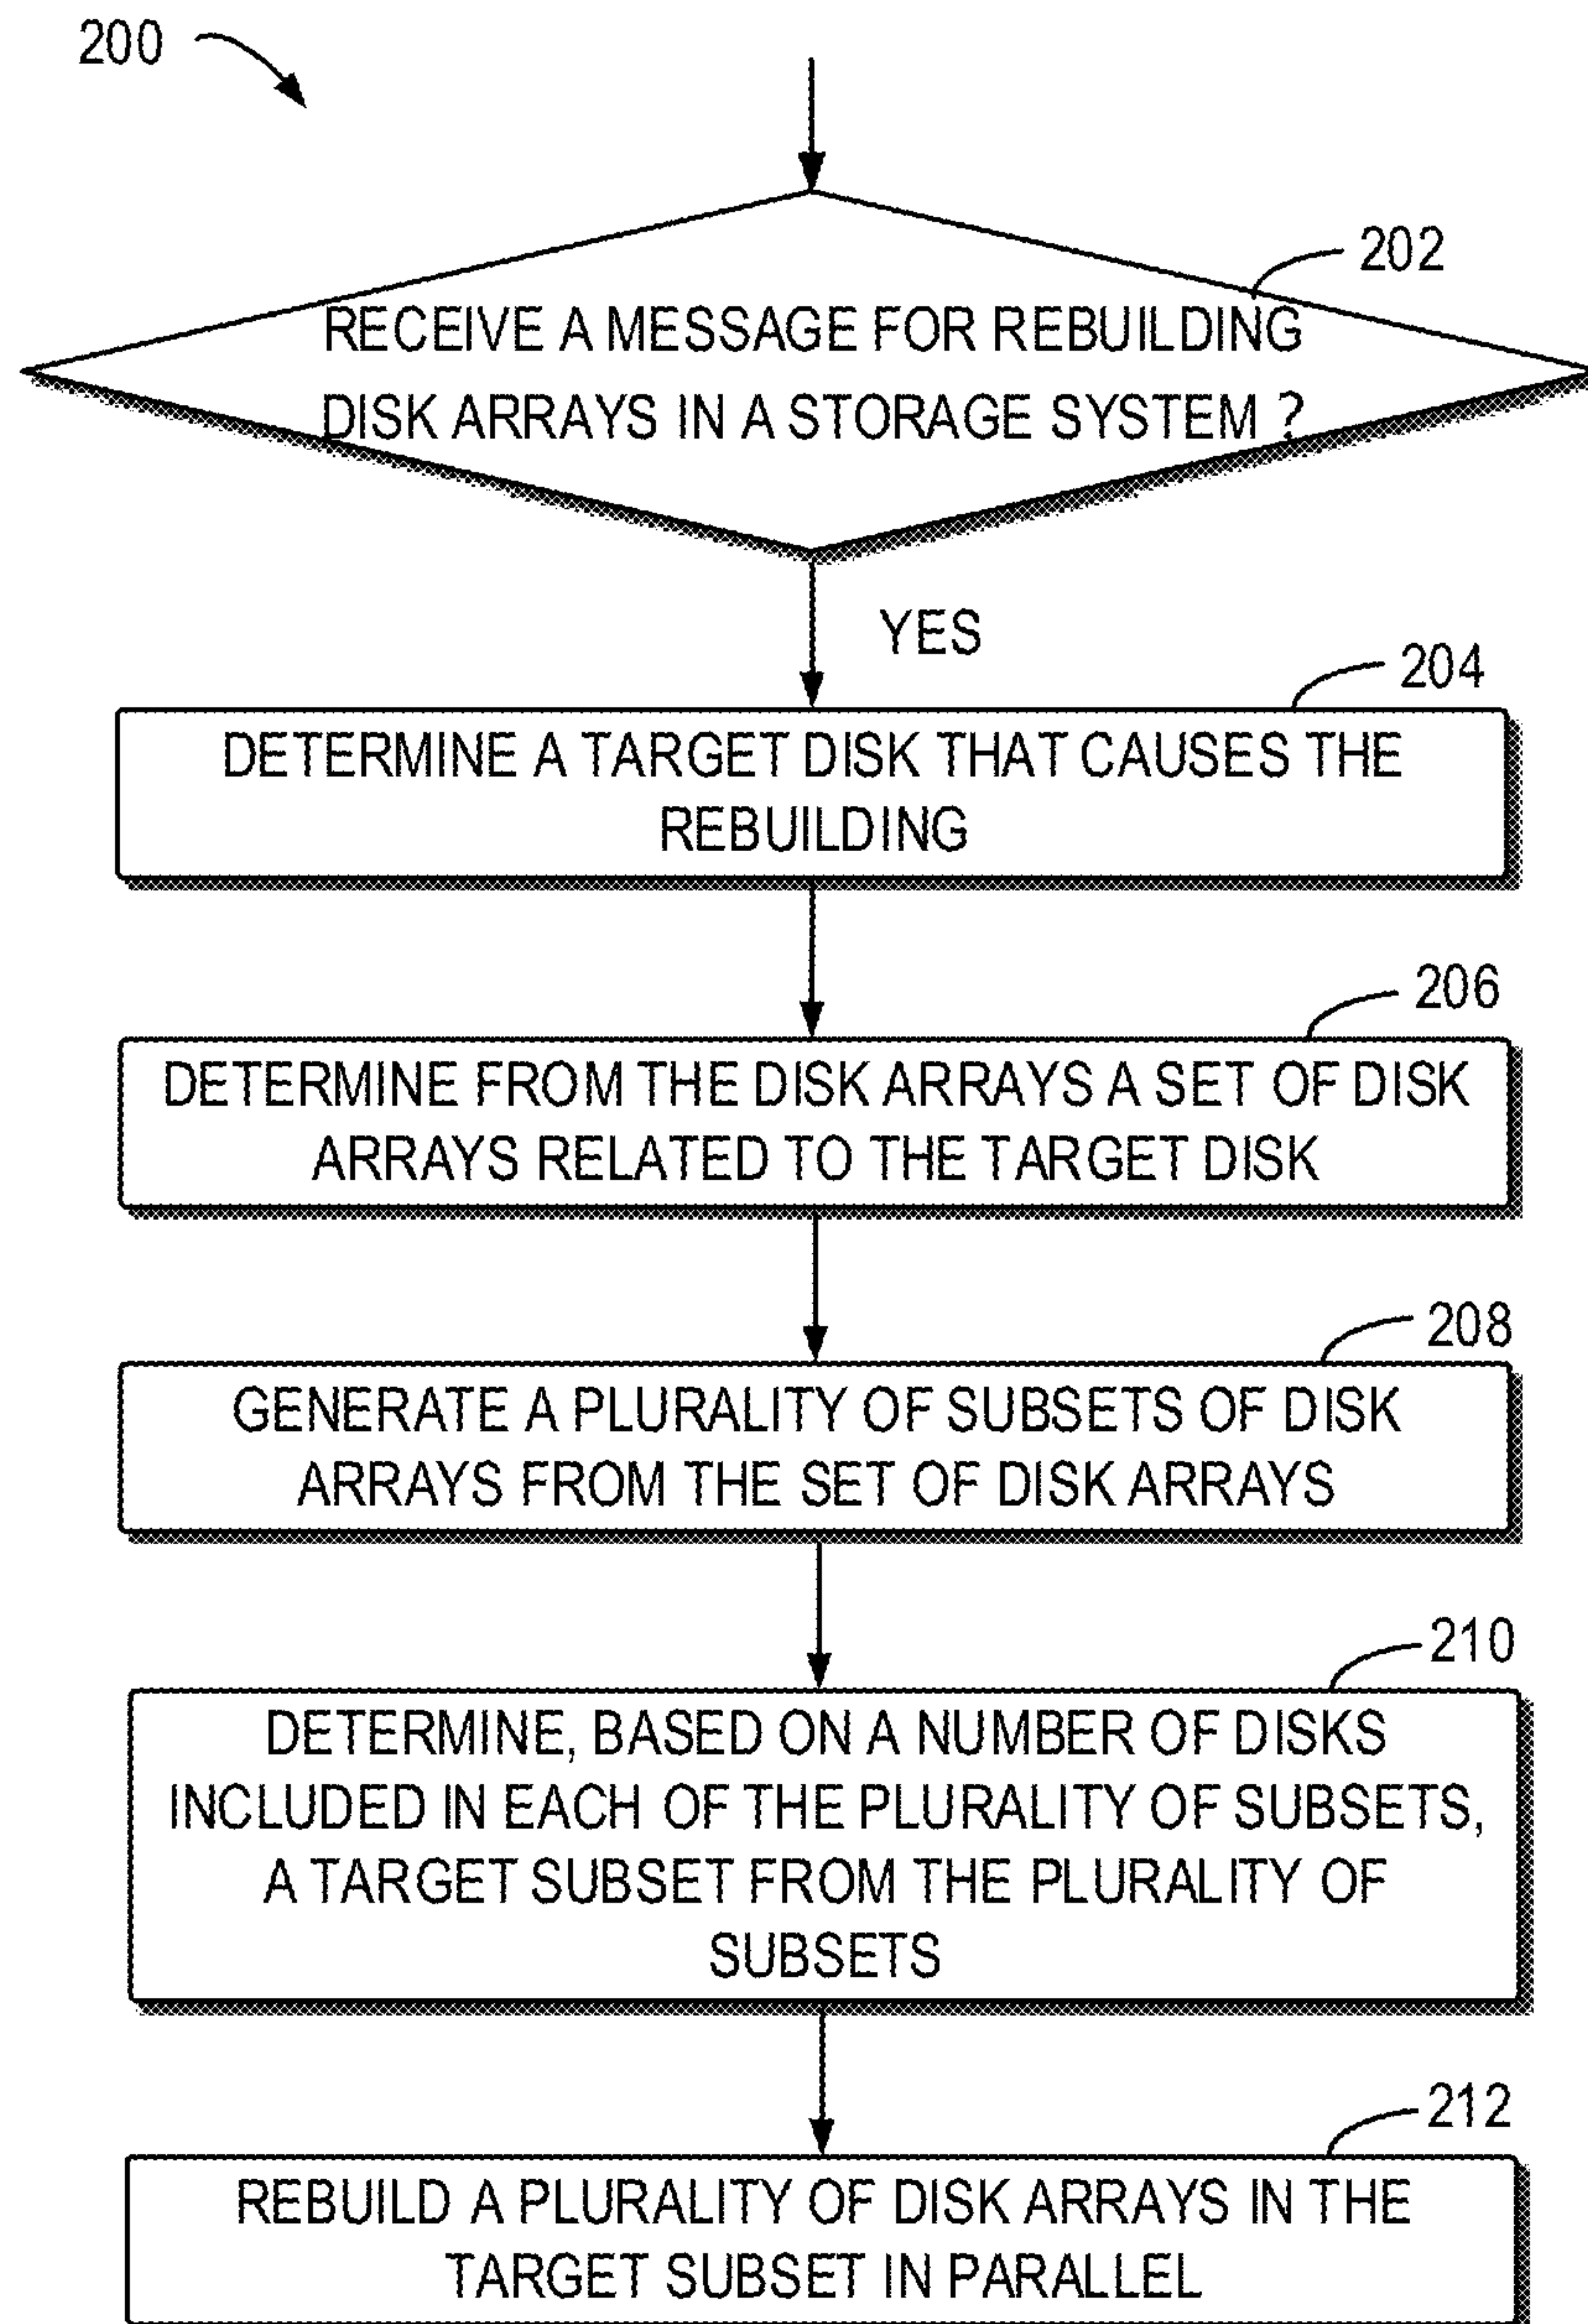 200
202
RECEIVE A MESSAGE FOR REBUILDING
DISK ARRAYS IN A STORAGE SYSTEM ?
YES
204
DETERMINE A TARGET DISK THAT CAUSES THE
REBUILDING
206
DETERMINE FROM THE DISK ARRAYS A SET OF DISK
ARRAYS RELATED TO THE TARGET DISK
208
GENERATE A PLURALITY OF SUBSETS OF DISK
ARRAYS FROM THE SET OF DISK ARRAYS
210
DETERMINE, BASED ON A NUMBER OF DISKS
INCLUDED IN EACH OF THE PLURALITY OF SUBSETS,
A TARGET SUBSET FROM THE PLURALITY OF
SUBSETS
212
REBUILD A PLURALITY OF DISK ARRAYS IN THE
TARGET SUBSET IN PARALLEL